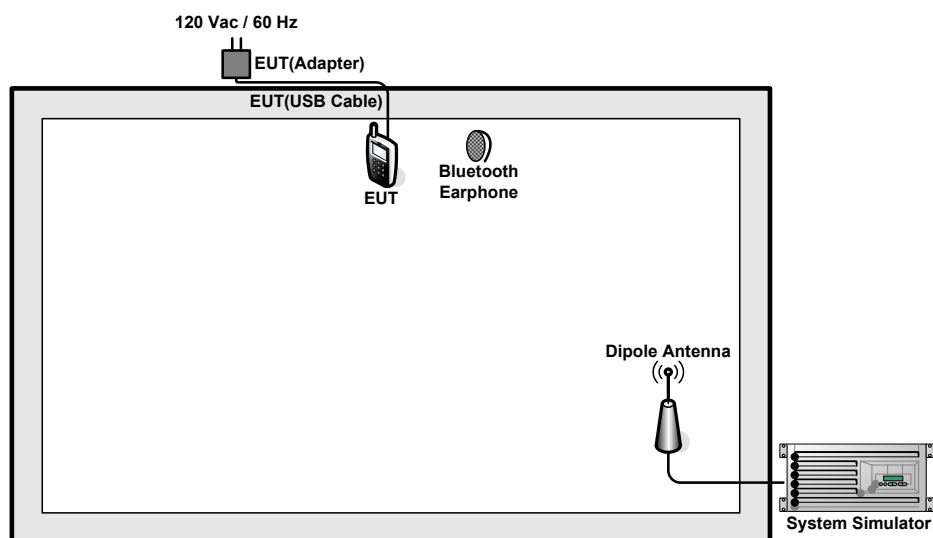 120 Vac / 60 Hz
EUT(Adapter)
EUT(USB Cable)
Bluetooth
Earphone
EUT
Dipole Antenna
System Simulator